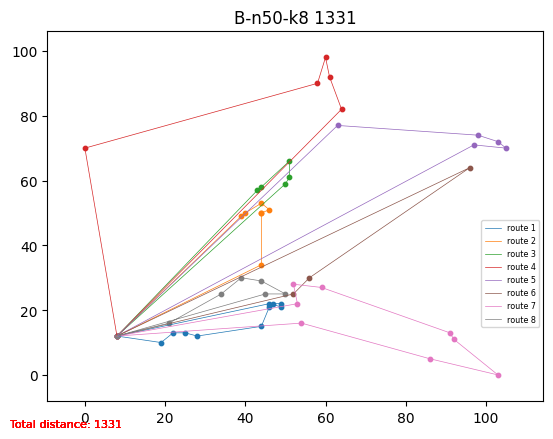 B-n50-k8 1331
100
80
60
40
20
0
route 1
route 2
route 3
route 4
route 5
route 6
route 7
route 8
0 20 40 60 80 100
Total distance: 1331